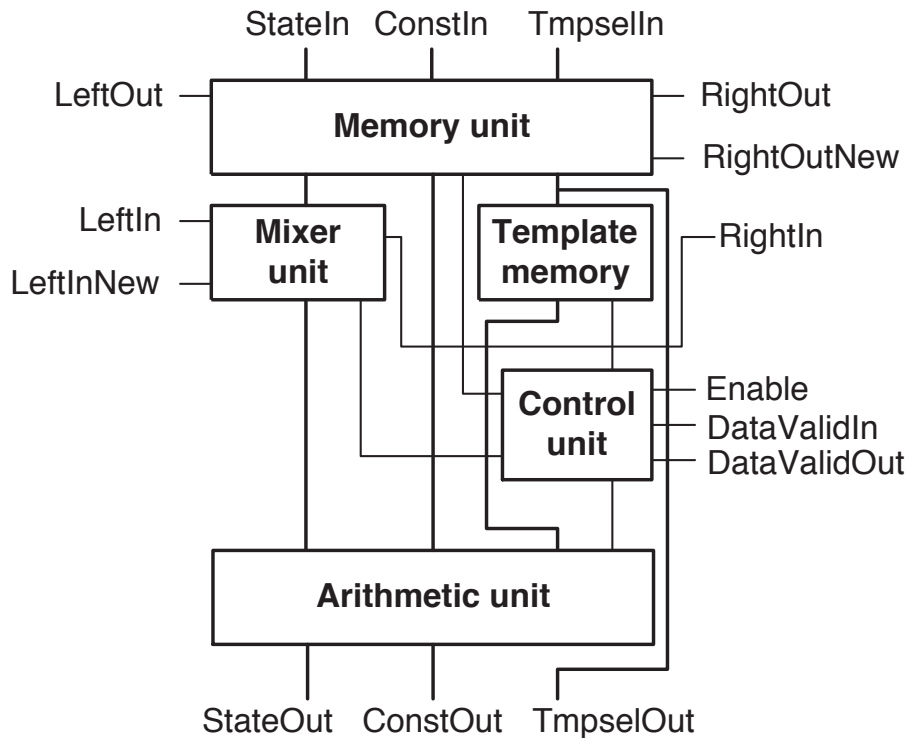 StateIn ConstIn TmpselIn
LeftOut
Memory unit
RightOut
RightOutNew
LeftIn
LeftInNew
Mixer
unit
Template
memory
RightIn
Control
unit
Enable
DataValidIn
DataValidOut
Arithmetic unit
StateOut ConstOut TmpselOut